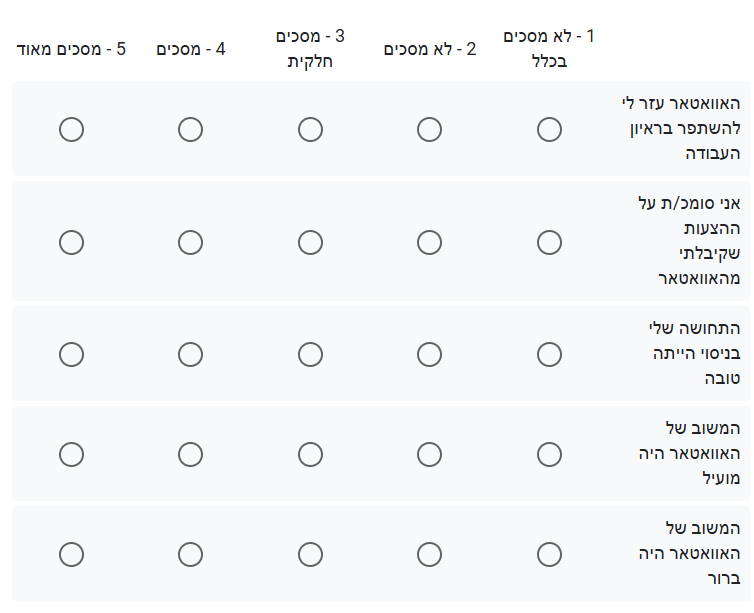 1 - לא מסכים
בכלל
2 - לא מסכים
3 - מסכים
חלקית
4 - מסכים
5 - מסכים מאוד
האוואטאר עזר לי
להשתפר בראיון
העבודה
אני סומכ/ת על
ההצעות
שקיבלתי
מהאוואטאר
התחושה שלי
בניסוי הייתה
טובה
המשוב של
האוואטאר היה
מועיל
המשוב של
האוואטאר היה
ברור